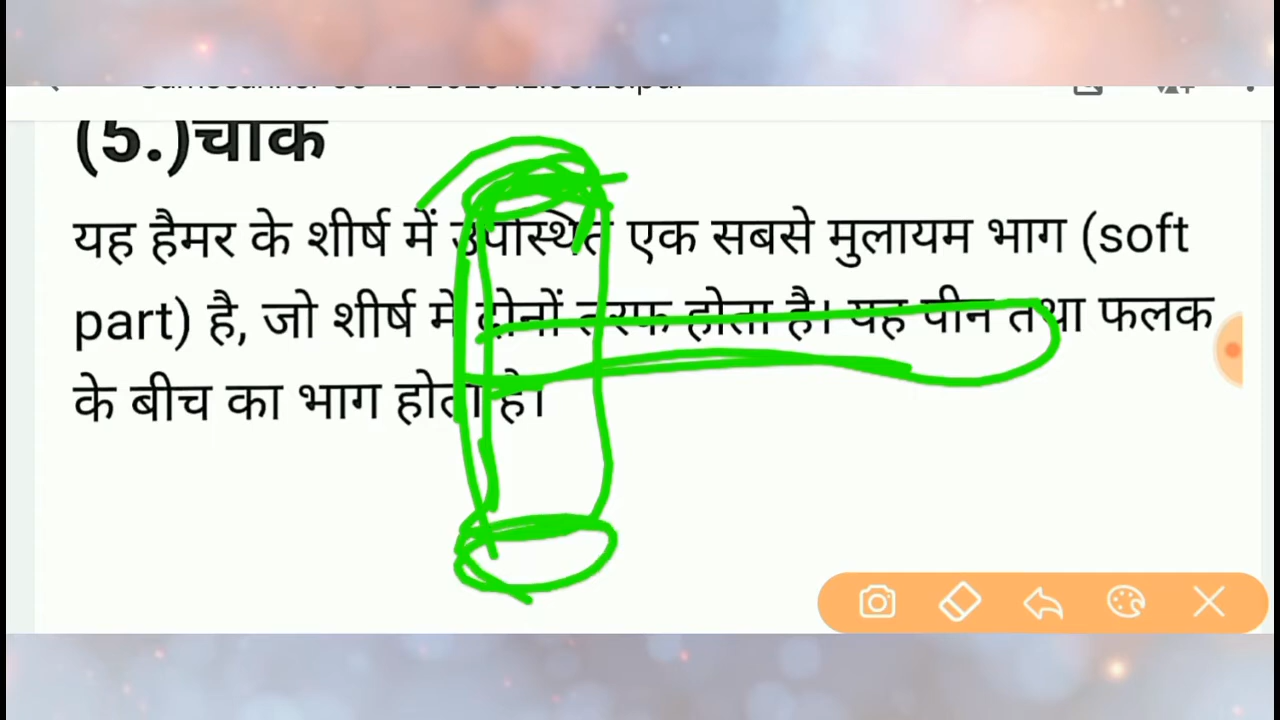 (5.)चाक
यह हैमर के शीर्ष में उपस्थित एक सबसे मुलायम भाग (soft
part) है, जो शीर्ष में दोनों तरफ होता है। यह पीन तथा फलक
के बीच का भाग होता है।